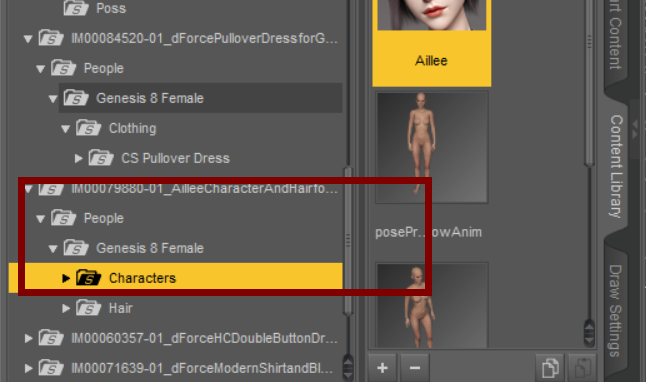 Poss
IM00084520-01_dForcePulloverDressforG...
People
Genesis 8 Female
Clothing
CS Pullover Dress
IM00079880-01_AilleeCharacterAndHairfo...
People
Genesis 8 Female
Characters
Hair
IM00060357-01_dForceHCDoubleButtonDr...
IM00071639-01_dForceModernShirtandBl...
Aillee
posePr...owAnim
Content
Content Library
Draw Settings